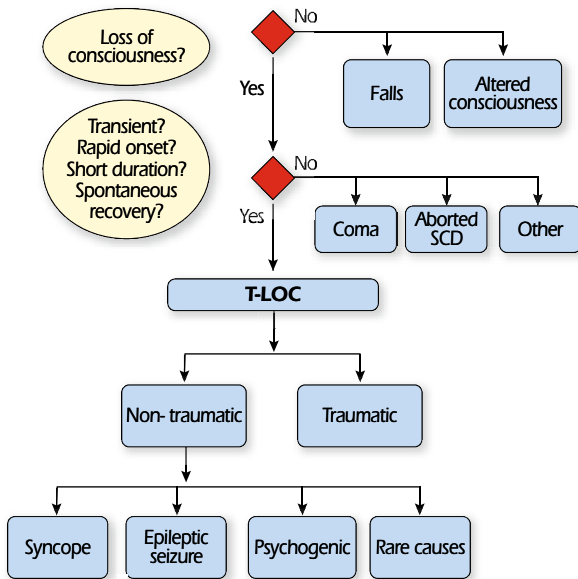 Loss of
consciousness?
No
Yes
Falls
Altered
consciousness
Transient?
Rapid onset?
Short duration?
Spontaneous
recovery?
No
Yes
Coma
Aborted
SCD
Other
T-LOC
Non- traumatic
Traumatic
Syncope
Epileptic
seizure
Psychogenic
Rare causes